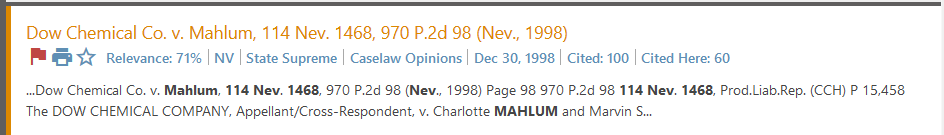 Dow Chemical Co. v. Mahlum, 114 Nev. 1468, 970 P.2d 98 (Nev., 1998)
Relevance: 71% | NV | State Supreme | Caselaw Opinions | Dec 30, 1998 | Cited: 100 | Cited Here: 60
...Dow Chemical Co. v. Mahlum, 114 Nev. 1468, 970 P.2d 98 (Nev., 1998) Page 98 970 P.2d 98 114 Nev. 1468, Prod.Liab.Rep. (CCH) P 15,458
The DOW CHEMICAL COMPANY, Appellant/Cross-Respondent, v. Charlotte MAHLUM and Marvin S...